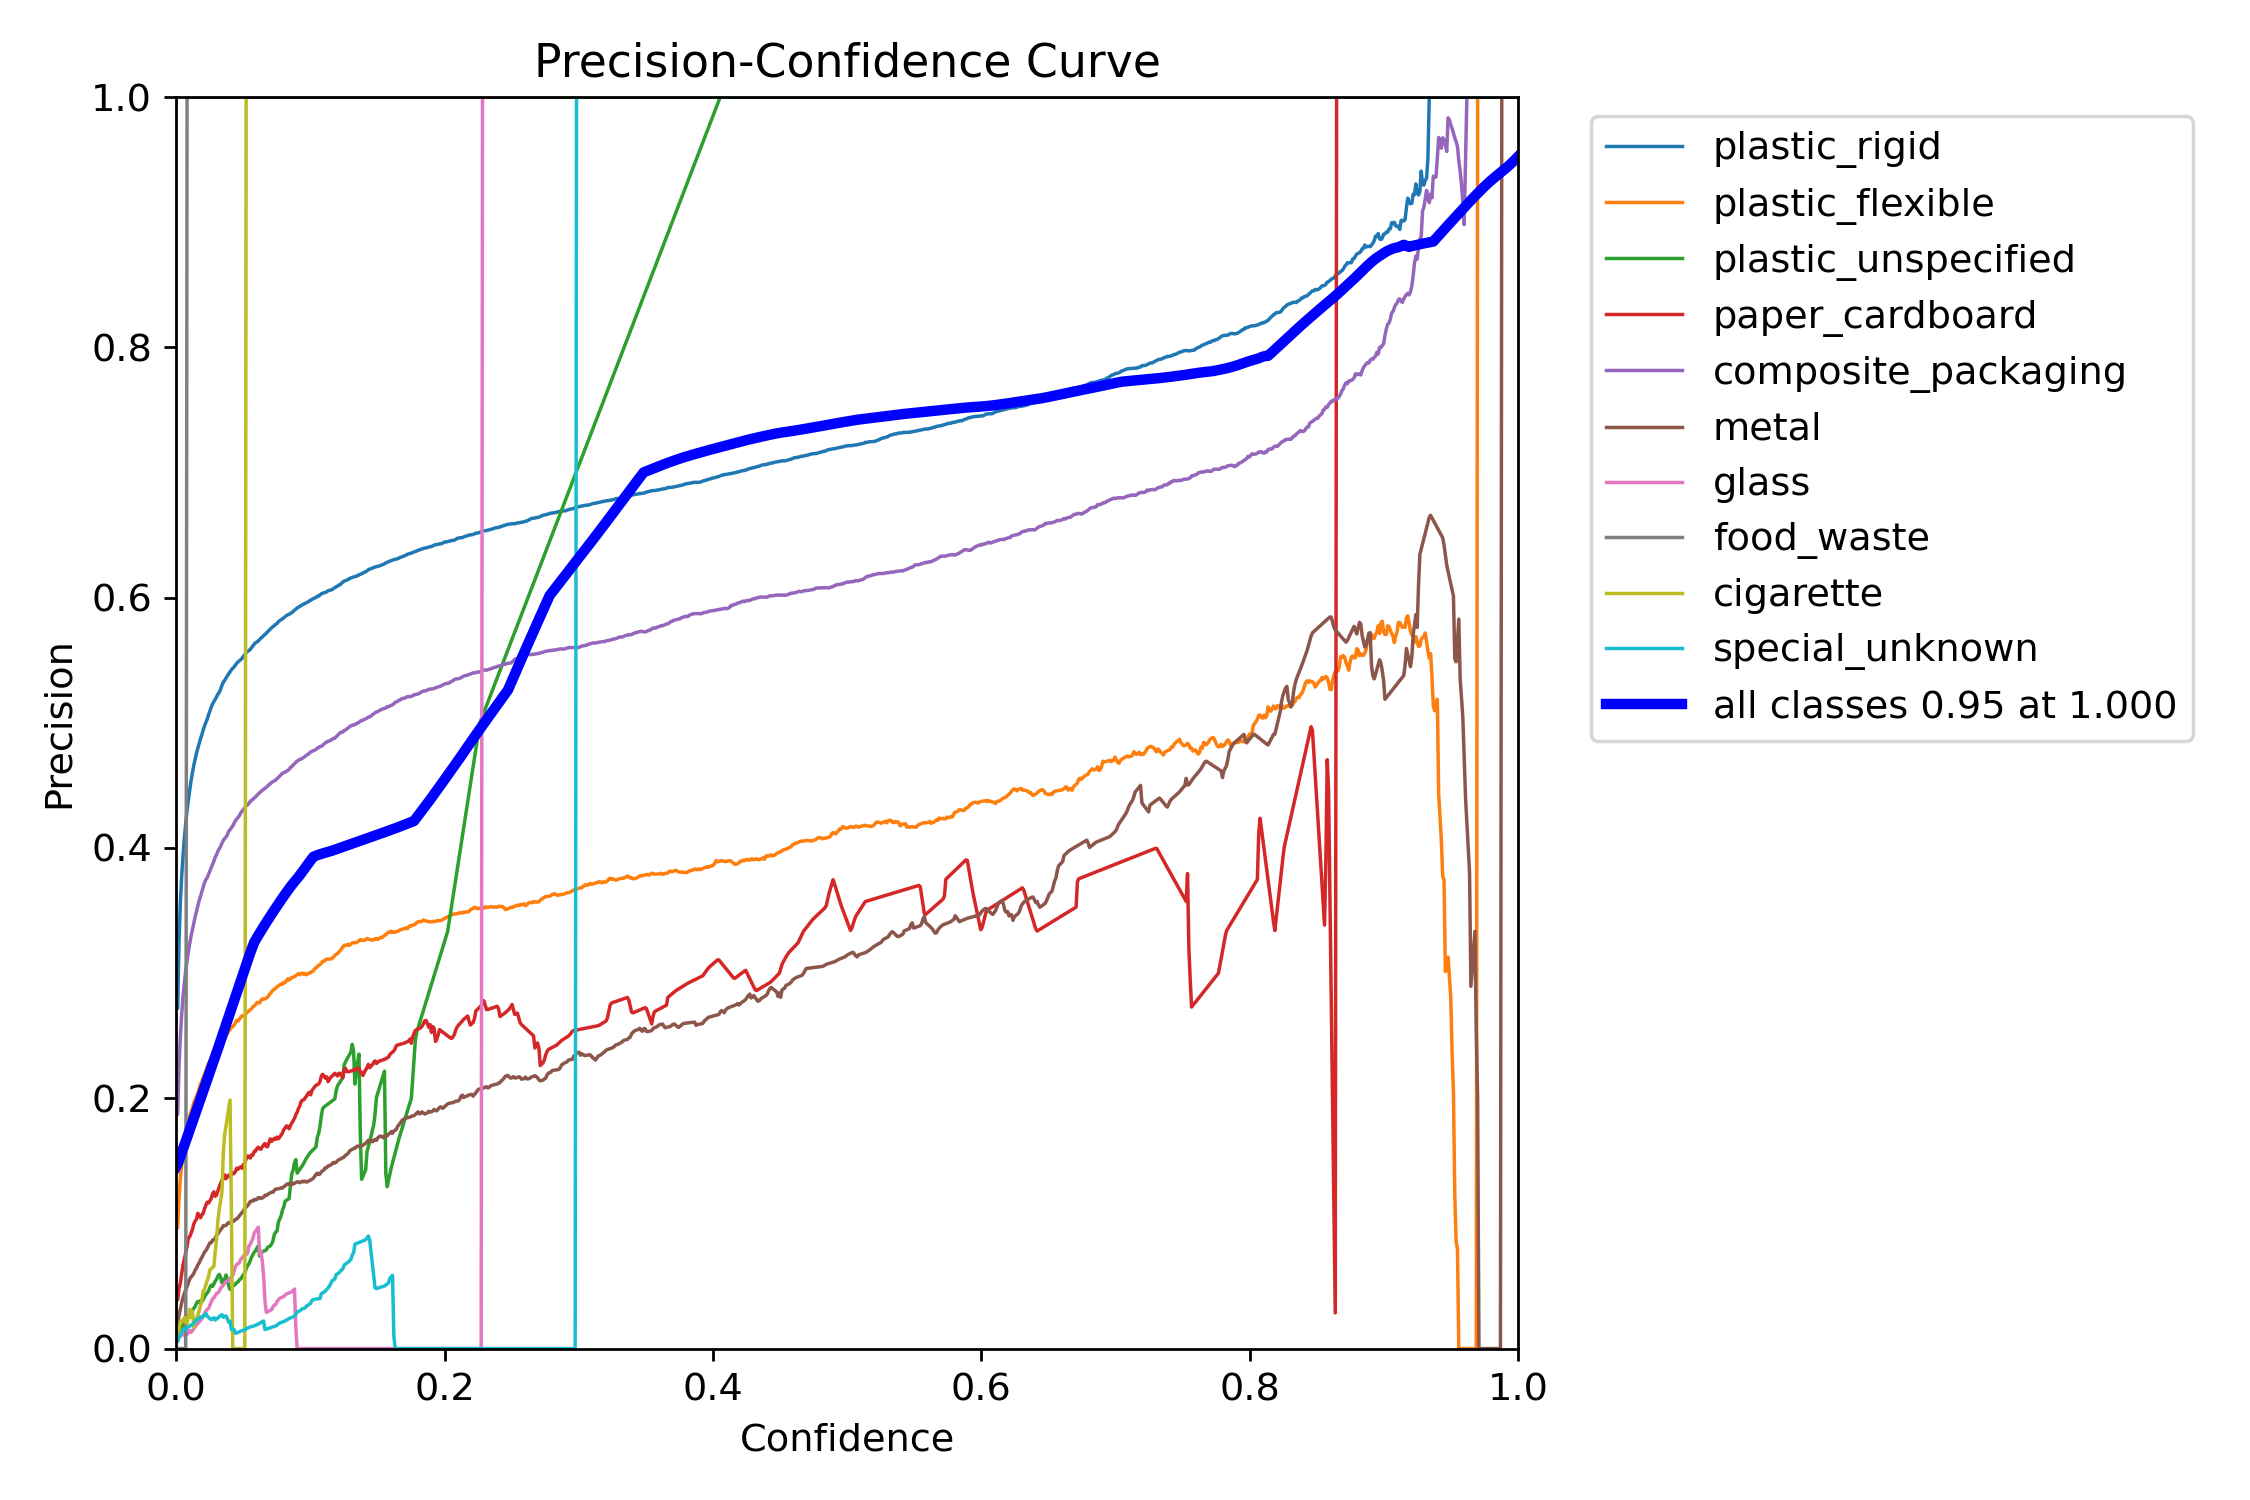 Precision-Confidence Curve
1.0
0.8
0.6
0.4
0.2
0.0
Precision
0.0 0.2 0.4 0.6 0.8 1.0
Confidence
plastic_rigid
plastic_flexible
plastic_unspecified
paper_cardboard
composite_packaging
metal
glass
food_waste
cigarette
special_unknown
all classes 0.95 at 1.000